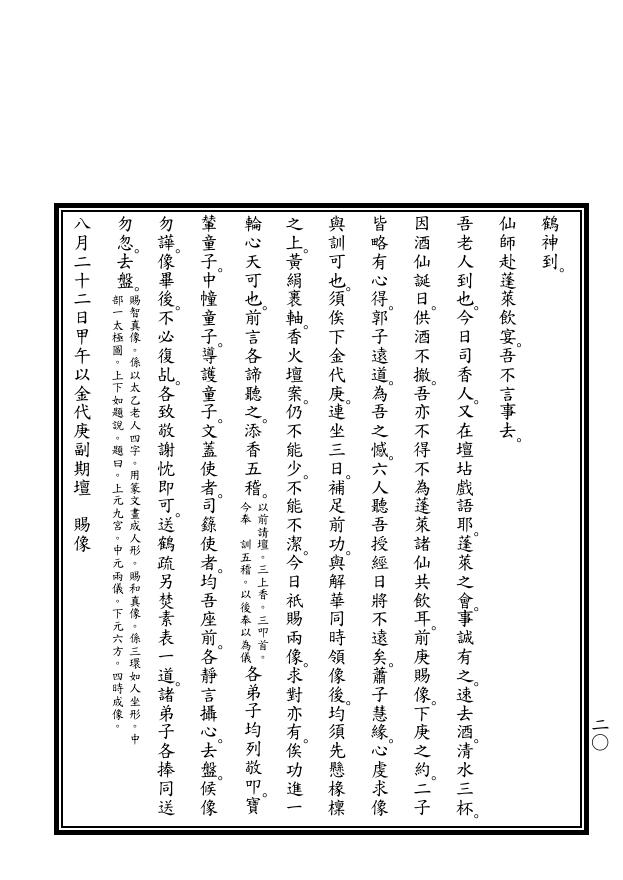 鶴神到。
仙師赴蓬萊飲宴。吾不言事去。
吾老人到也。今日司香人。又在壇坫戲語耶。蓬萊之會。事誠有之。速去酒。清水三杯。
因酒仙誕日。供酒不撤。吾亦不得不為蓬萊諸仙共飲耳。前庚賜像。下庚之約。二子
皆略有心得。郭子遠道。為吾之憾。六人聽吾授經日將不遠矣。蕭子慧緣。心虔求像
與訓可也。須俟下金代庚。連坐三日。補足前功。與解華同時領像後。均須先懸椽檁
之上。黃絹裹軸。香火壇案。仍不能少。不能不潔。今日祇賜兩像。求對亦有。俟功進一
輪心天可也。前言各諦聽之。添香五稽。以前請壇。三上香。三叩首。今奉　訓五稽。以後奉以為儀各弟子均列敬叩。寶
輦童子。中幢童子。導護童子。文蓋使者。司籙使者。均吾座前。各靜言攝心。去盤。候像
勿譁。像畢後。不必復乩。各致敬謝忱即可。送鶴疏另焚素表一道。諸弟子各捧同送
勿忽。去盤。賜智真像。係以太乙老人四字。用篆文畫成人形。賜和真像。係三環如人坐形。中部一太極圖。上下如題說。題曰。上元九宮。中元兩儀。下元六方。四時成像。
八月二十二日甲午以金代庚副期壇　賜像
二〇